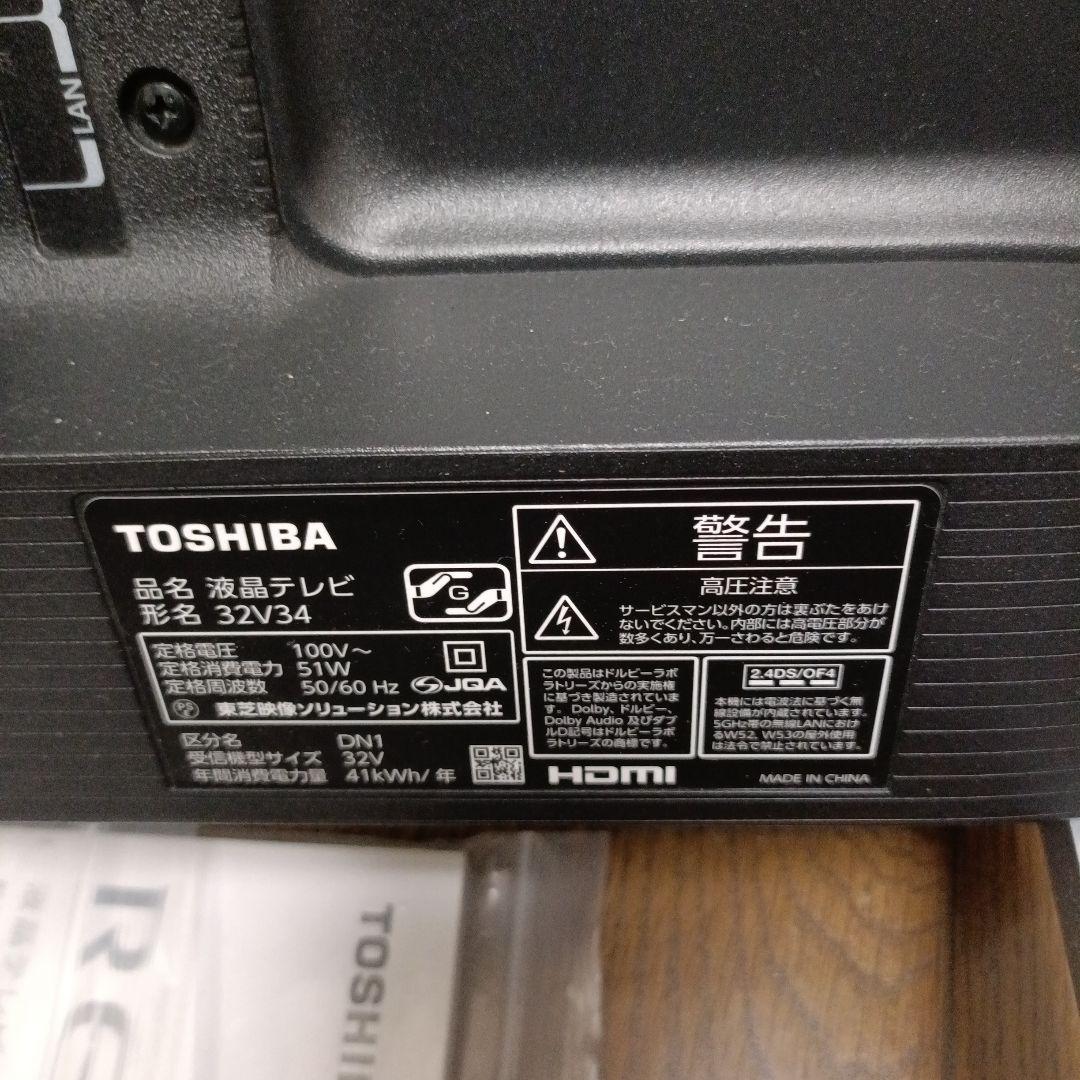 LAN
TOSHIBA
品名 液晶テレビ
形名 32V34
G
定格電圧 100V～
定格消費電力 51W
定格周波数 50/60 Hz JQA
PS 東芝映像ソリューション株式会社
区分名 DN1
受信機型サイズ 32V
年間消費電力量 41kWh/年
警告
高圧注意
サービスマン以外の方は裏ぶたをあけ
ないでください。内部には高電圧部分が
数多くあり、万一さわると危険です。
この製品はドルビーラボ
ラトリーズからの実施権
に基づき製造されていま
す。Dolby、ドルビー、
Dolby Audio 及びダブ
ルD記号はドルビーラボ
ラトリーズの商標です。
2.4DS/OF4
本機には電波法に基づく無
線設備が内蔵されています。
5GHz帯の無線LANにおけ
るW52、W53の屋外使用
は法令で禁止されています。
HDMI
MADE IN CHINA
TOSHIB